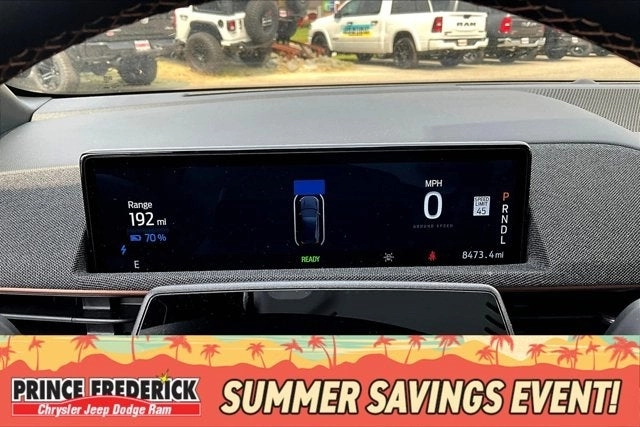 RAM
Range
192 mi
70 %
E
READY
MPH
0
GROUND SPEED
SPEED
LIMIT
45
P
R
N
D
L
8473.4 mi
PRINCE FREDERICK
Chrysler Jeep Dodge Ram
SUMMER SAVINGS EVENT!